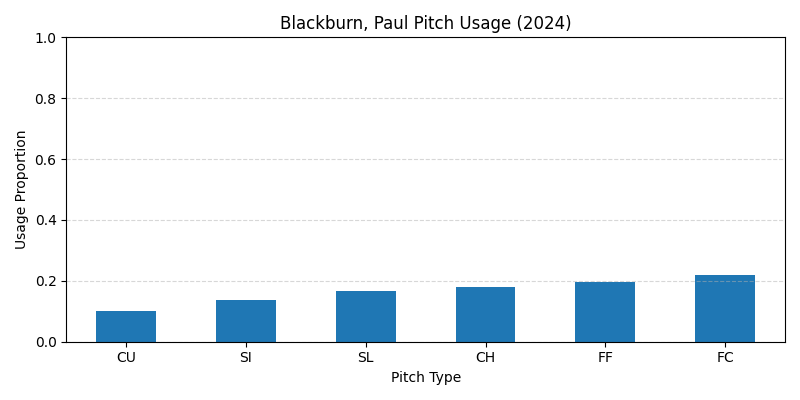 Blackburn, Paul Pitch Usage (2024)
1.0
0.8
0.6
0.4
0.2
0.0
Usage Proportion
CU SI SL CH FF FC
Pitch Type